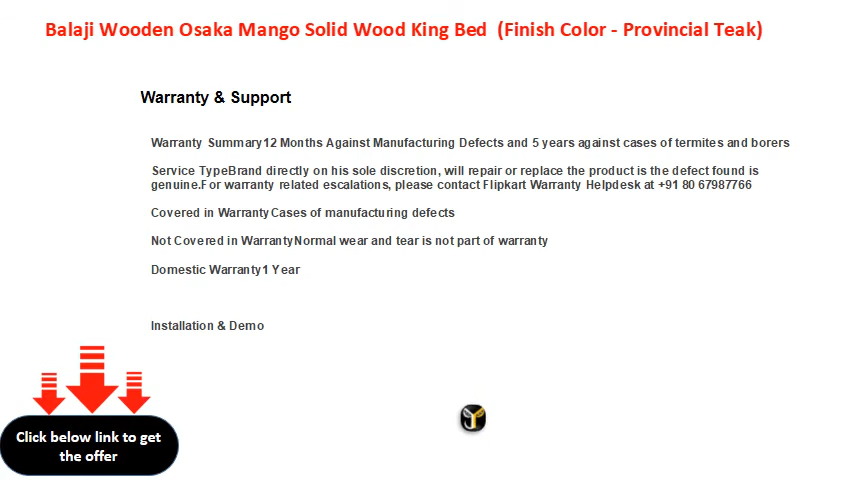 Balaji Wooden Osaka Mango Solid Wood King Bed (Finish Color - Provincial Teak)
Warranty & Support
Warranty Summary12 Months Against Manufacturing Defects and 5 years against cases of termites and borers
Service TypeBrand directly on his sole discretion, will repair or replace the product is the defect found is
genuine.For warranty related escalations, please contact Flipkart Warranty Helpdesk at +91 80 67987766
Covered in WarrantyCases of manufacturing defects
Not Covered in WarrantyNormal wear and tear is not part of warranty
Domestic Warranty1 Year
Installation & Demo
Click below link to get
the offer